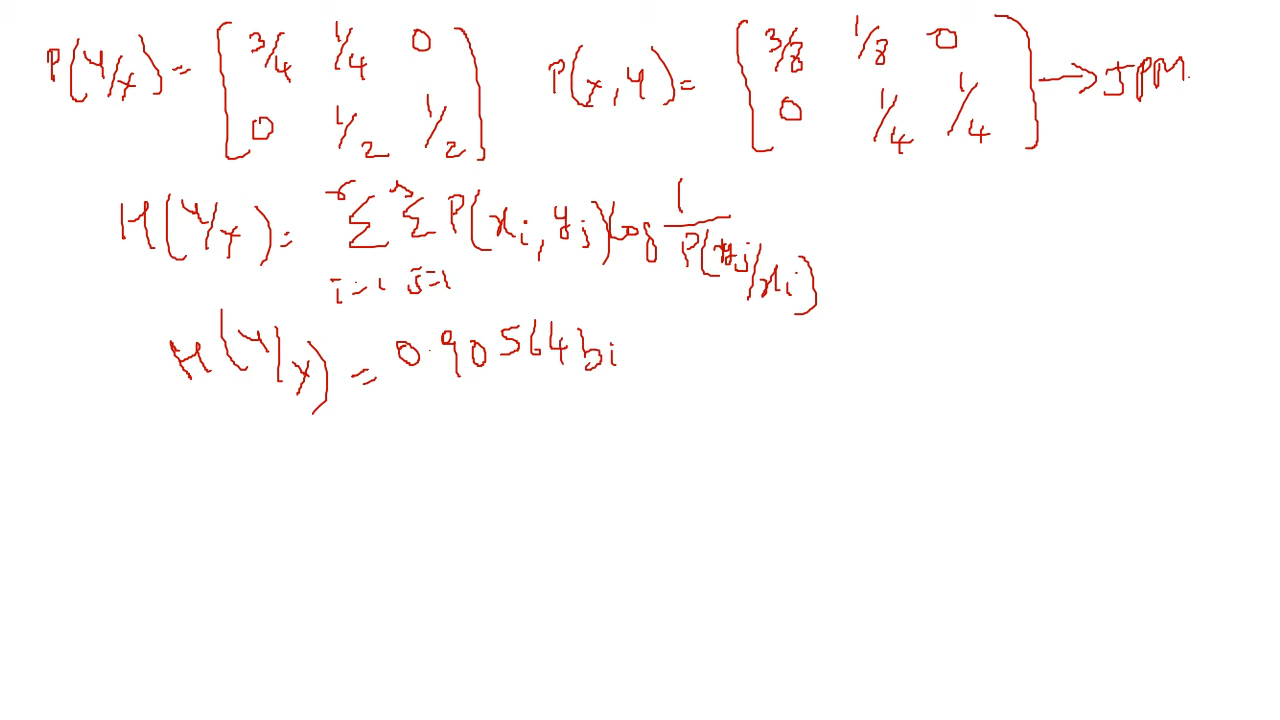 P(Y/X) = [3/4 1/4 0   P(X,Y) = [3/8 1/8 0   → JPM.
0 1/2 1/2]   0 1/4 1/4]
H(Y/X) = r∑i=1 s∑j=1 P(xi, yj) log 1/P(yj/xi)
H(Y/X) = 0.90564 bi